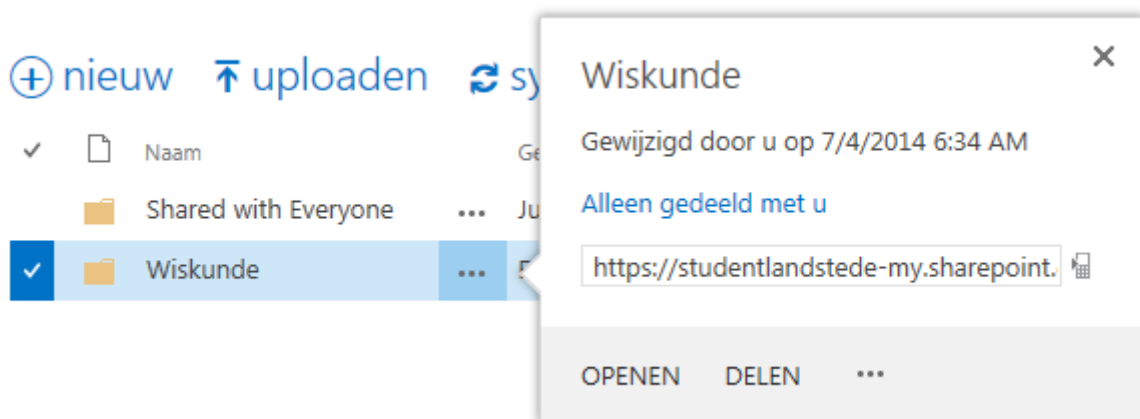 nieuw uploaden
Naam
Shared with Everyone ...
Wiskunde ...
Wiskunde
Gewijzigd door u op 7/4/2014 6:34 AM
Alleen gedeeld met u
https://studentlandstede-my.sharepoint.
OPENEN DELEN ...